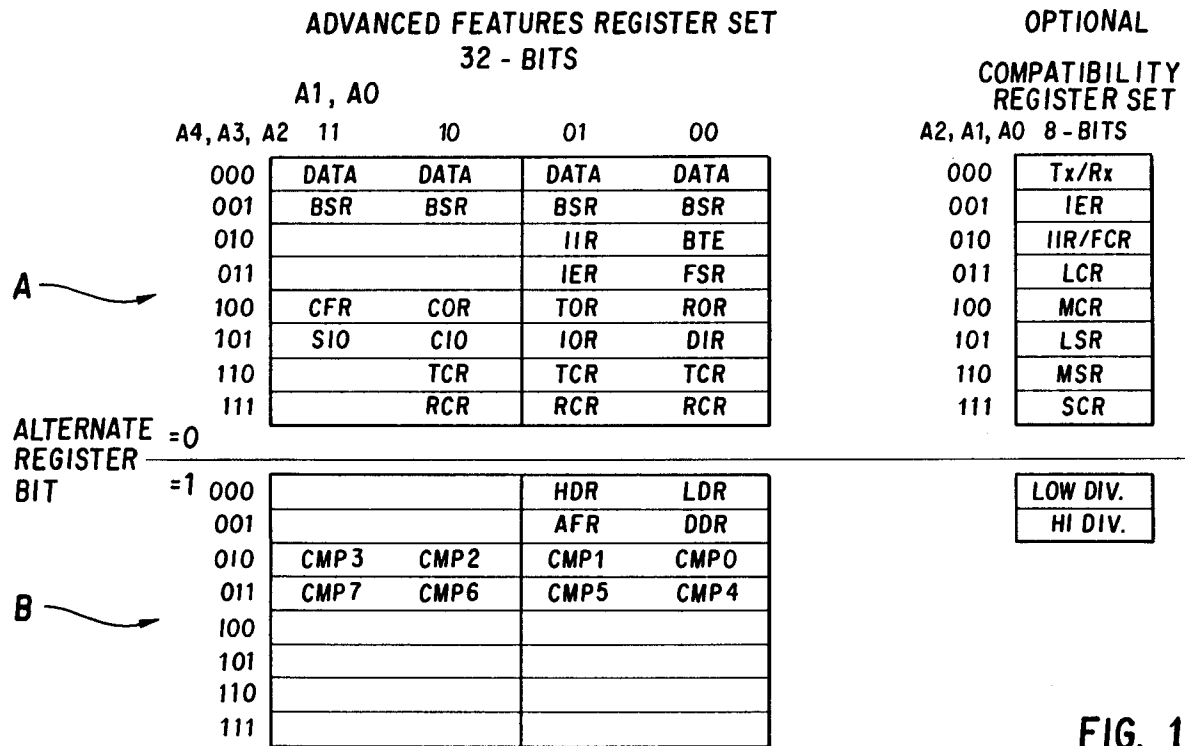 ADVANCED FEATURES REGISTER SET OPTIONAL
32 - BITS
COMPATIBILITY
A1, A0 REGISTER SET
A4, A3, A2 11 10 01 00 A2, A1, A0 8 - BITS
000 DATA DATA DATA DATA 000 Tx/Rx
001 BSR BSR BSR BSR 001 IER
010 IIR BTE 010 IIR/FCR
011 IER FSR 011 LCR
A
100 CFR COR TOR ROR 100 MCR
101 SIO CIO IOR DIR 101 LSR
110 TCR TCR TCR 110 MSR
111 RCR RCR RCR 111 SCR
ALTERNATE =0
REGISTER
BIT =1 000 HDR LDR LOW DIV.
001 AFR DDR HI DIV.
010 CMP3 CMP2 CMP1 CMP0
011 CMP7 CMP6 CMP5 CMP4
B
100
101
110
111
FIG. 1